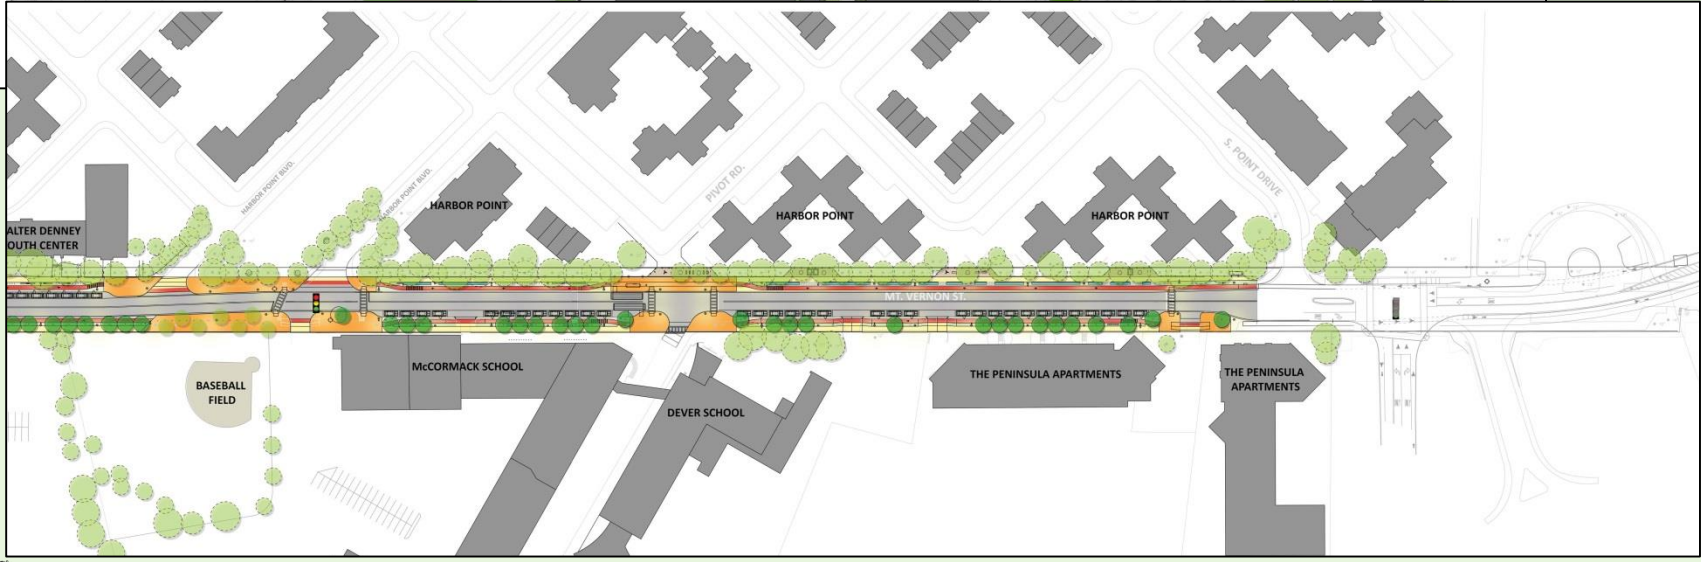 HARBOR POINT BLVD.
HARBOR POINT BLVD.
PIVOT RD.
S. POINT DRIVE
HARBOR POINT
HARBOR POINT
HARBOR POINT
ALTER DENNEY
OUTH CENTER
MT. VERNON ST.
McCORMACK SCHOOL
THE PENINSULA APARTMENTS
THE PENINSULA
APARTMENTS
BASEBALL
FIELD
DEVER SCHOOL